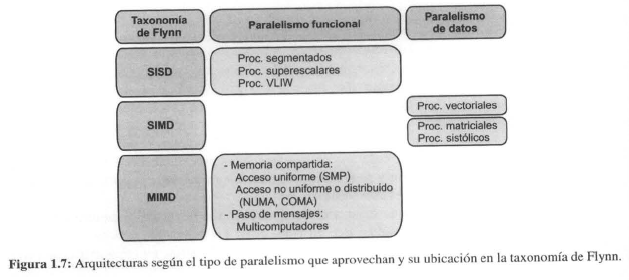 Taxonomía
de Flynn
Paralelismo funcional
Paralelismo
de datos
SISD
Proc. segmentados
Proc. superescalares
Proc. VLIW
SIMD
Proc. vectoriales
Proc. matriciales
Proc. sistólicos
MIMD
- Memoria compartida:
Acceso uniforme (SMP)
Acceso no uniforme o distribuido
(NUMA, COMA)
- Paso de mensajes:
Multicomputadores
Figura 1.7: Arquitecturas según el tipo de paralelismo que aprovechan y su ubicación en la taxonomía de Flynn.